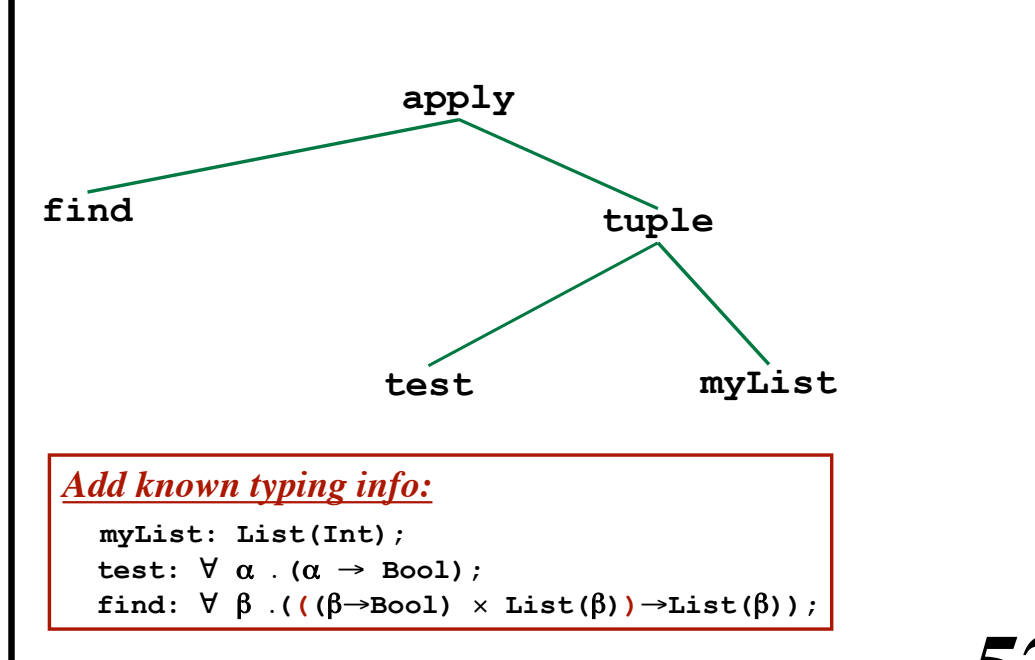 apply
find
tuple
test
myList
Add known typing info:
myList: List(Int);
test: ∀ α . (α → Bool);
find: ∀ β .(((β→Bool) × List(β))→List(β));